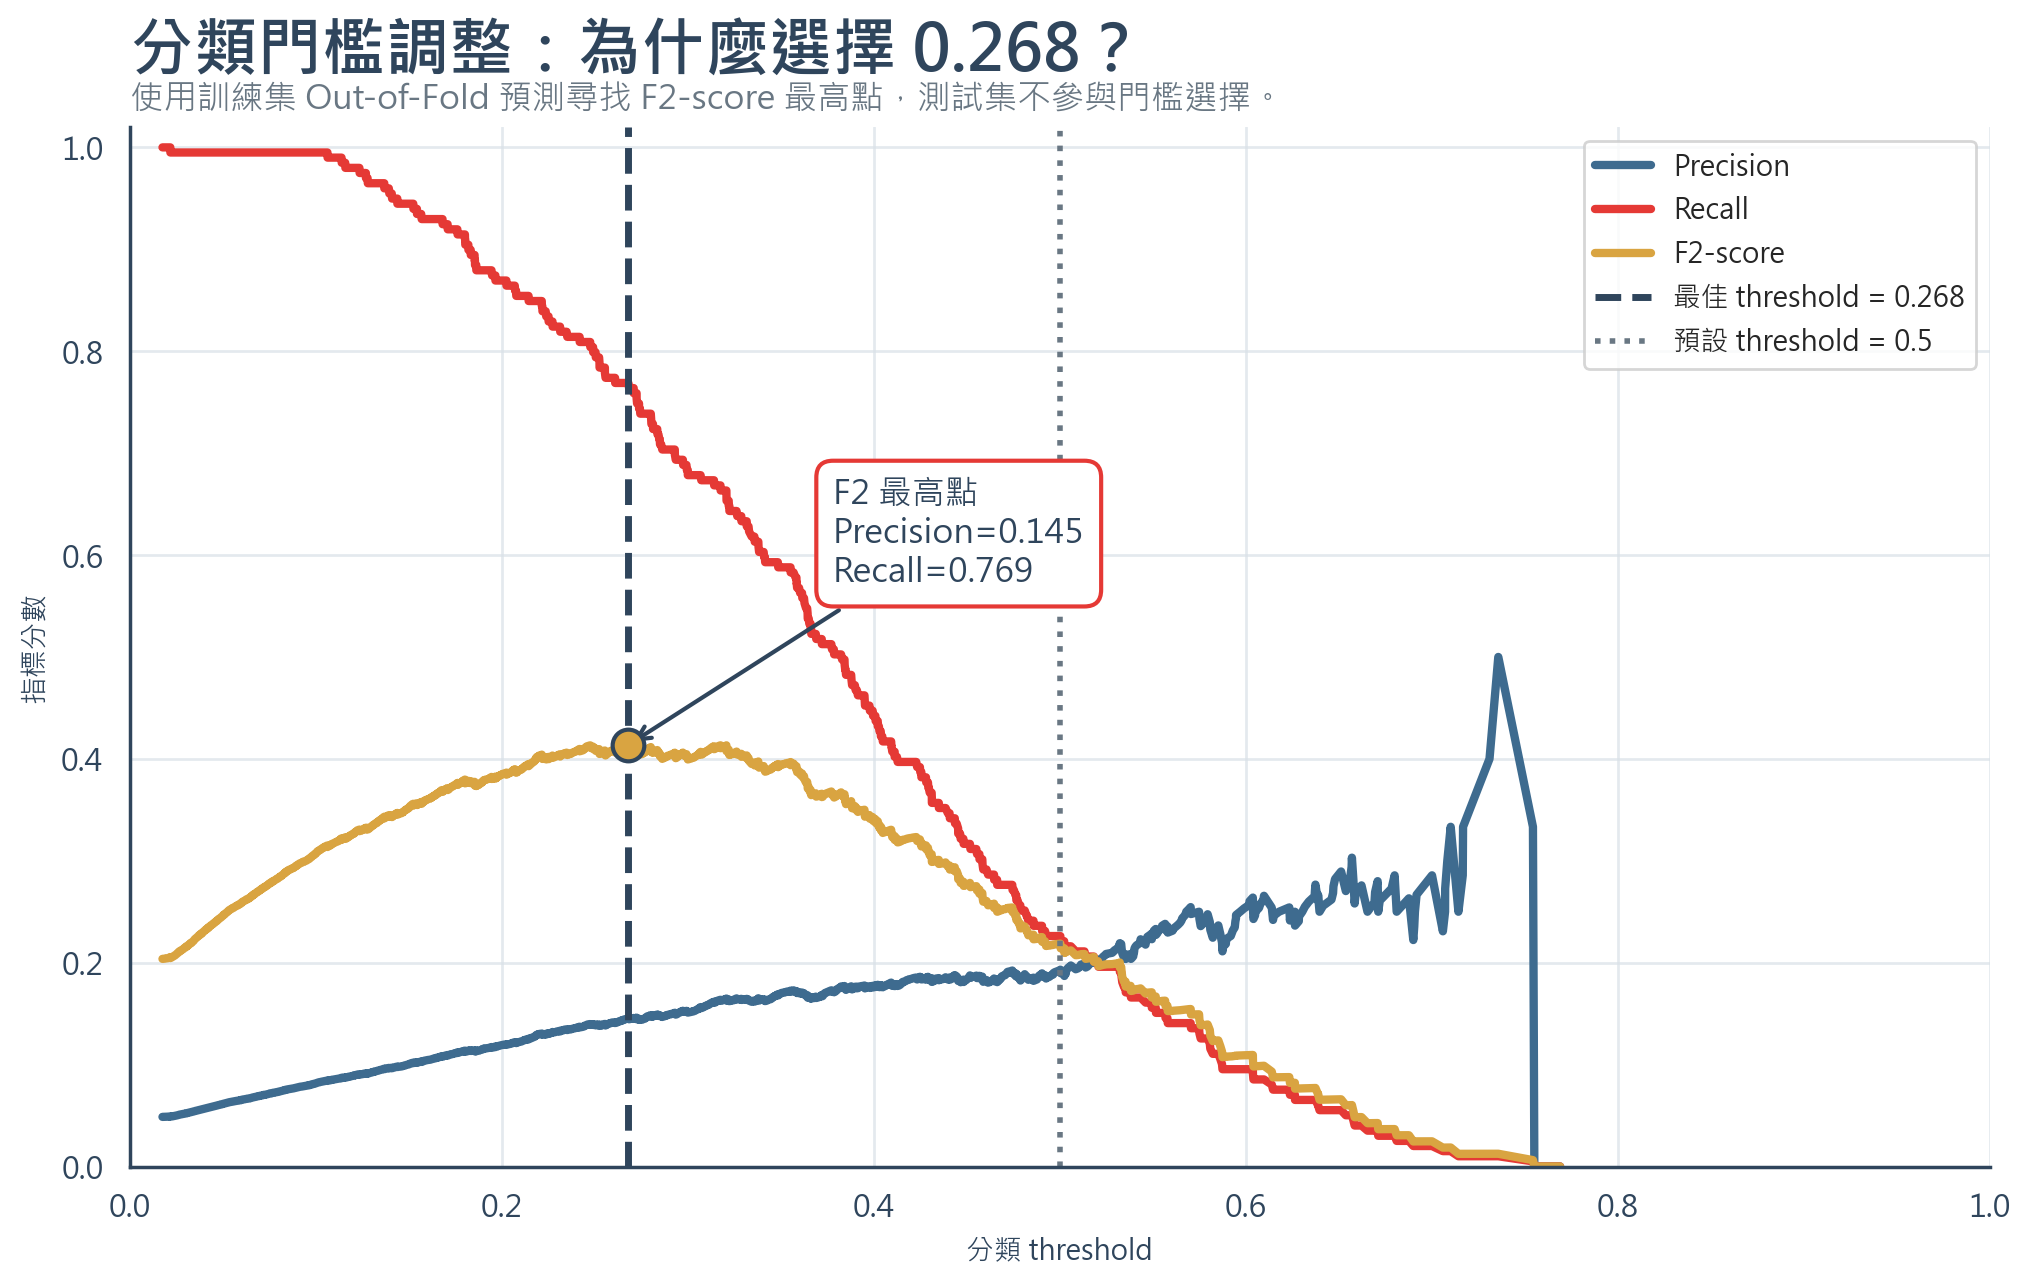 分類門檻調整：為什麼選擇 0.268？
使用訓練集 Out-of-Fold 預測尋找 F2-score 最高點，測試集不參與門檻選擇。
指標分數
1.0
0.8
0.6
0.4
0.2
0.0
Precision
Recall
F2-score
最佳 threshold = 0.268
預設 threshold = 0.5
F2 最高點
Precision=0.145
Recall=0.769
0.0 0.2 0.4 0.6 0.8 1.0
分類 threshold